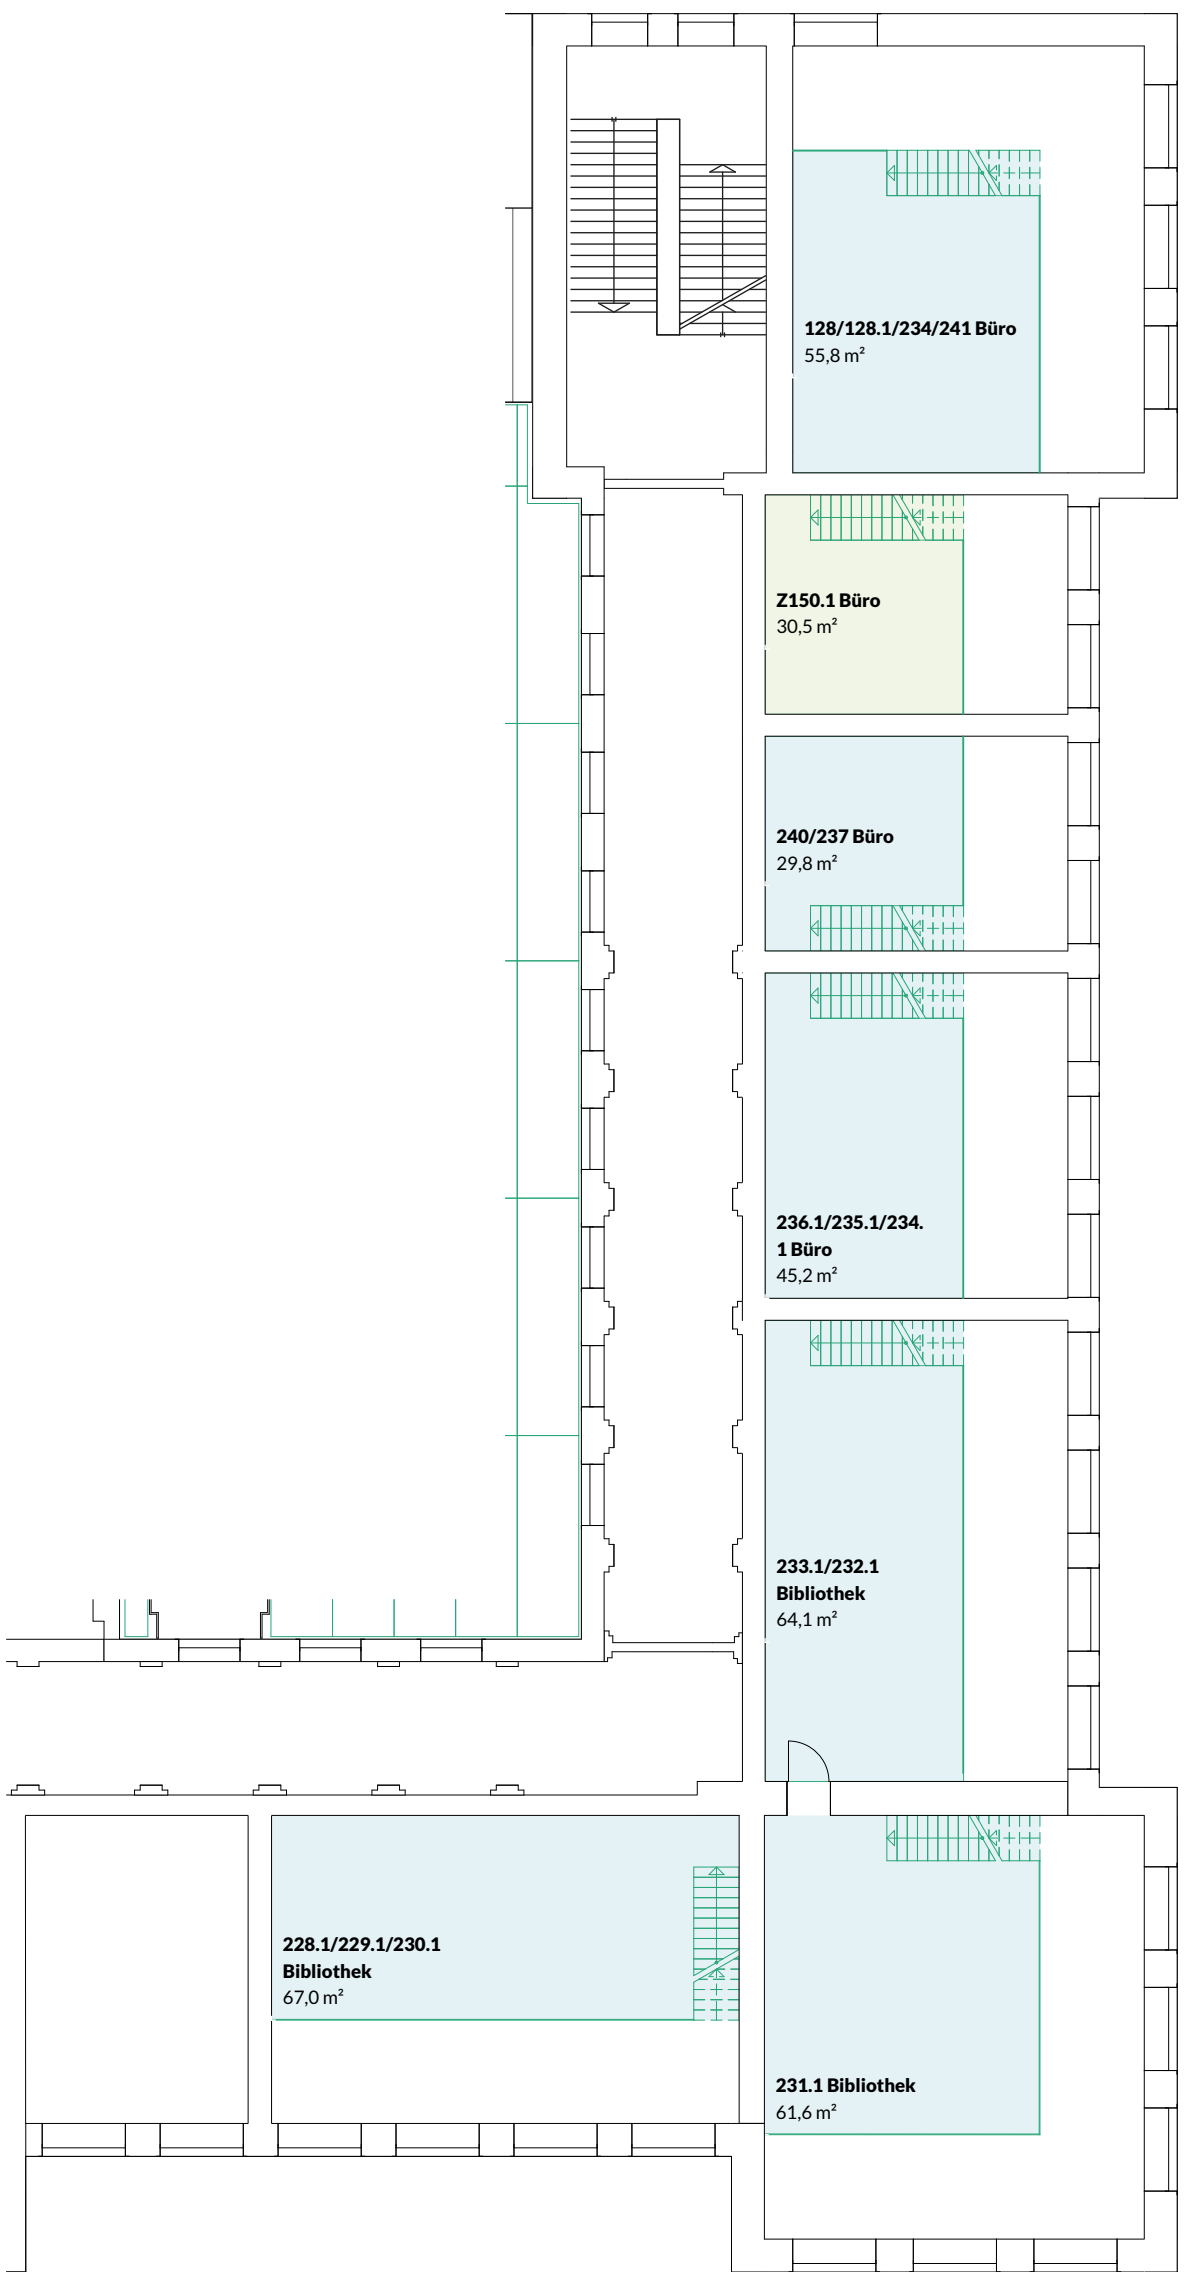 128/128.1/234/241 Büro
55,8 m²
Z150.1 Büro
30,5 m²
240/237 Büro
29,8 m²
236.1/235.1/234.
1 Büro
45,2 m²
233.1/232.1
Bibliothek
64,1 m²
228.1/229.1/230.1
Bibliothek
67,0 m²
231.1 Bibliothek
61,6 m²